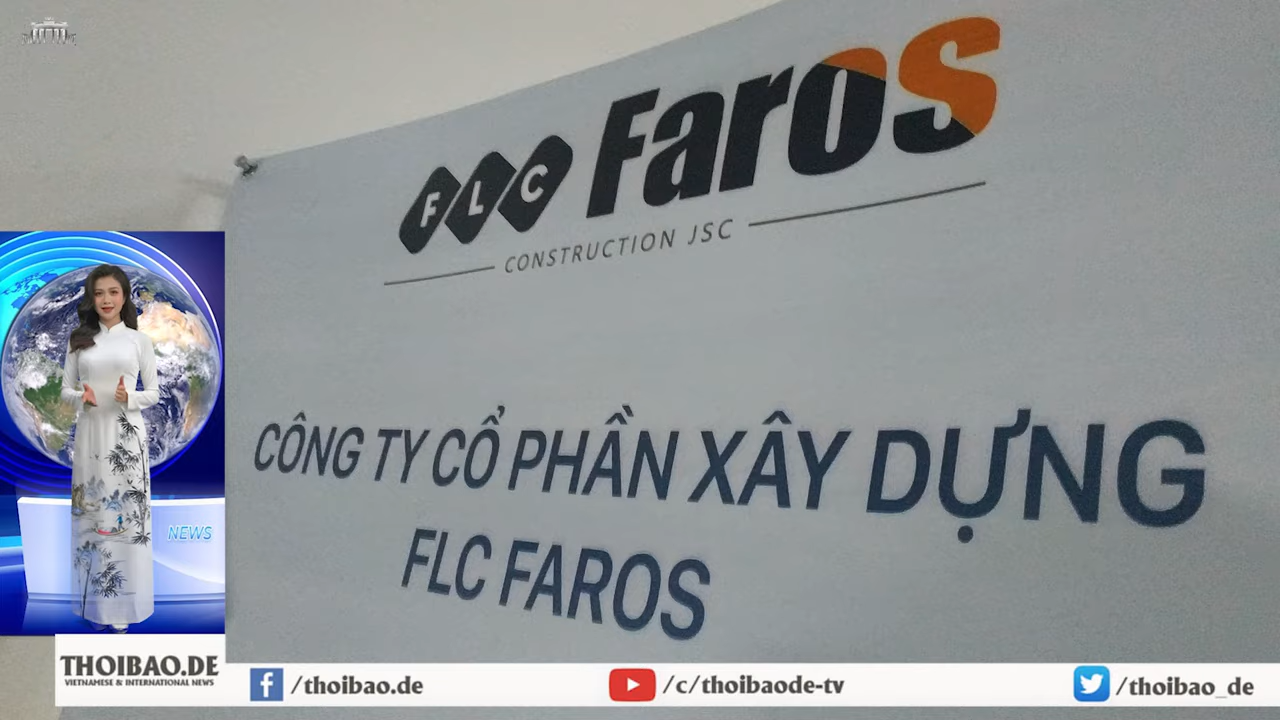 FLC Faros
CONSTRUCTION JSC
CÔNG TY CỔ PHẦN XÂY DỰNG
FLC FAROS
NEWS
THOIBAO.DE
VIETNAMESE & INTERNATIONAL NEWS
/thoibao.de
/c/thoibaode-tv
/thoibao_de